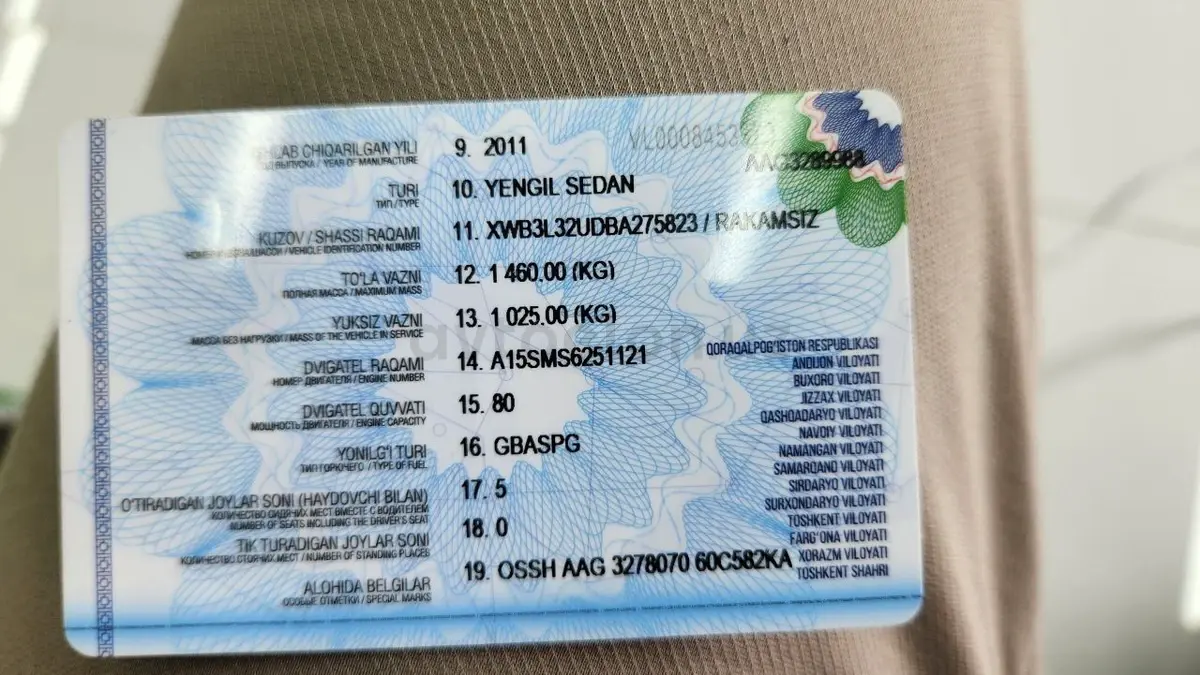 VL0008453
AAG3289988
ISHLAB CHIQARILGAN YILI 9. 2011
ГОД ВЫПУСКА / YEAR OF MANUFACTURE
TURI 10. YENGIL SEDAN
ТИП / TYPE
KUZOV / SHASSI RAQAMI 11. XWB3L32UDBA275823 / RAKAMSIZ
VEHICLE IDENTIFICATION NUMBER
TO'LA VAZNI 12. 1 460.00 (KG)
ПОЛНАЯ МАССА / MAXIMUM MASS
YUKSIZ VAZNI 13. 1 025.00 (KG)
МАССА БЕЗ НАГРУЗКИ / MASS OF THE VEHICLE IN SERVICE
DVIGATEL RAQAMI 14. A15SMS6251121
НОМЕР ДВИГАТЕЛЯ / ENGINE NUMBER
DVIGATEL QUVVATI 15. 80
МОЩНОСТЬ ДВИГАТЕЛЯ / ENGINE CAPACITY
YONILG'I TURI 16. GBASPG
ТИП ГОРЮЧЕГО / TYPE OF FUEL
O'TIRADIGAN JOYLAR SONI (HAYDOVCHI BILAN) 17. 5
КОЛИЧЕСТВО СИДЯЧИХ МЕСТ ВМЕСТЕ С ВОДИТЕЛЕМ
NUMBER OF SEATS INCLUDING THE DRIVER'S SEAT
TIK TURADIGAN JOYLAR SONI 18. 0
КОЛИЧЕСТВО СТОЯЧИХ МЕСТ / NUMBER OF STANDING PLACES
ALOHIDA BELGILAR 19. OSSH AAG 3278070 60C582KA
ОСОБЫЕ ОТМЕТКИ / SPECIAL MARKS
QORAQALPOG'ISTON RESPUBLIKASI
ANDIJON VILOYATI
BUXORO VILOYATI
JIZZAX VILOYATI
QASHQADARYO VILOYATI
NAVOIY VILOYATI
NAMANGAN VILOYATI
SAMARQAND VILOYATI
SIRDARYO VILOYATI
SURXONDARYO VILOYATI
TOSHKENT VILOYATI
FARG'ONA VILOYATI
XORAZM VILOYATI
TOSHKENT SHAHRI